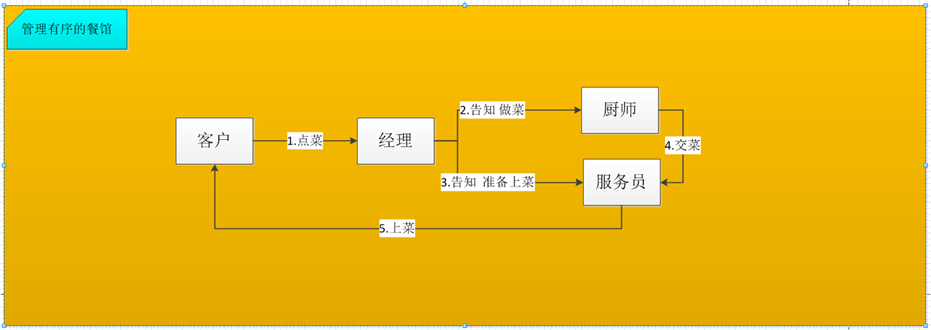 管理有序的餐馆
2.告知 做菜
厨师
客户
1.点菜
经理
4.交菜
3.告知 准备上菜
服务员
5.上菜